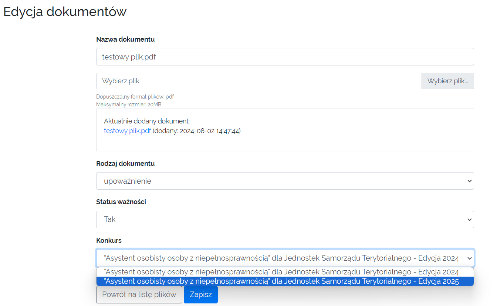 Edycja dokumentów
Nazwa dokumentu
testowy plik.pdf
Wybierz plik
Wybierz plik...
Dopuszczalny format plików: pdf
Maksymalny rozmiar: 20MB
Aktualnie dodany dokument:
testowy plik.pdf (dodany: 2024-08-02 14:47:44)
Rodzaj dokumentu
upoważnienie
Status ważności
Tak
Konkurs
"Asystent osobisty osoby z niepełnosprawnością" dla Jednostek Samorządu Terytorialnego - Edycja 2024
"Asystent osobisty osoby z niepełnosprawnością" dla Jednostek Samorządu Terytorialnego - Edycja 2024
"Asystent osobisty osoby z niepełnosprawnością" dla Jednostek Samorządu Terytorialnego - Edycja 2025
Powrót na listę plików
Zapisz